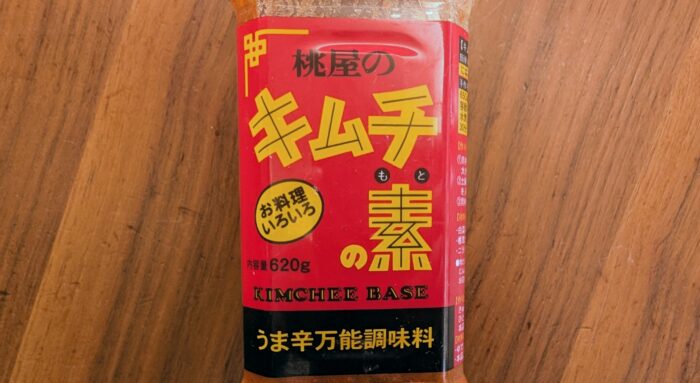 桃屋の
キムチ
もと
の素
お料理
いろいろ
内容量620g
KIMCHEE BASE
うま辛万能調味料